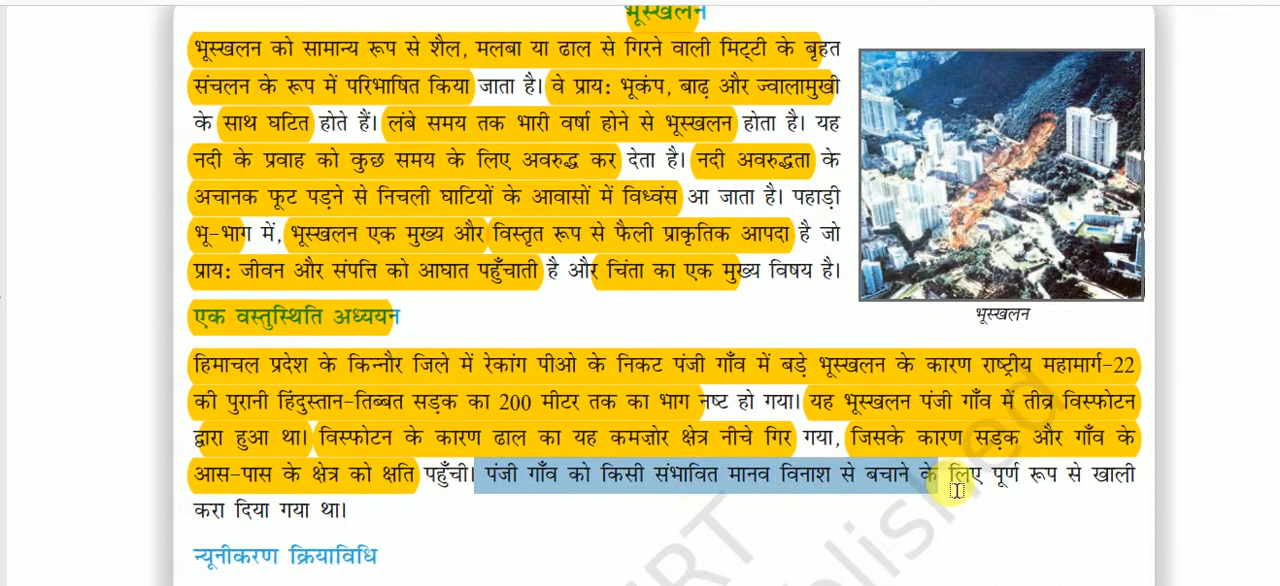 भूस्खलन
भूस्खलन को सामान्य रूप से शैल, मलबा या ढाल से गिरने वाली मिट्टी के बृहत
संचलन के रूप में परिभाषित किया जाता है। वे प्राय: भूकंप, बाढ़ और ज्वालामुखी
के साथ घटित होते हैं। लंबे समय तक भारी वर्षा होने से भूस्खलन होता है। यह
नदी के प्रवाह को कुछ समय के लिए अवरुद्ध कर देता है। नदी अवरुद्धता के
अचानक फूट पड़ने से निचली घाटियों के आवासों में विध्वंस आ जाता है। पहाड़ी
भू-भाग में, भूस्खलन एक मुख्य और विस्तृत रूप से फैली प्राकृतिक आपदा है जो
प्राय: जीवन और संपत्ति को आघात पहुँचाती है और चिंता का एक मुख्य विषय है।
भूस्खलन
एक वस्तुस्थिति अध्ययन
हिमाचल प्रदेश के किन्नौर जिले में रेकांग पीओ के निकट पंजी गाँव में बड़े भूस्खलन के कारण राष्ट्रीय महामार्ग-22
की पुरानी हिंदुस्तान-तिब्बत सड़क का 200 मीटर तक का भाग नष्ट हो गया। यह भूस्खलन पंजी गाँव में तीव्र विस्फोटन
द्वारा हुआ था। विस्फोटन के कारण ढाल का यह कमजोर क्षेत्र नीचे गिर गया, जिसके कारण सड़क और गाँव के
आस-पास के क्षेत्र को क्षति पहुँची। पंजी गाँव को किसी संभावित मानव विनाश से बचाने के लिए पूर्ण रूप से खाली
करा दिया गया था।
न्यूनीकरण क्रियाविधि